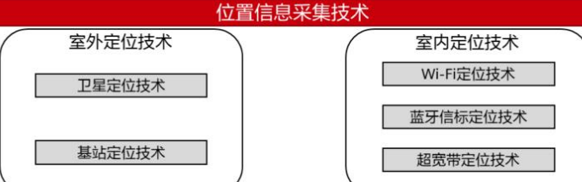 位置信息采集技术
室外定位技术
卫星定位技术
基站定位技术
室内定位技术
Wi-Fi定位技术
蓝牙信标定位技术
超宽带定位技术